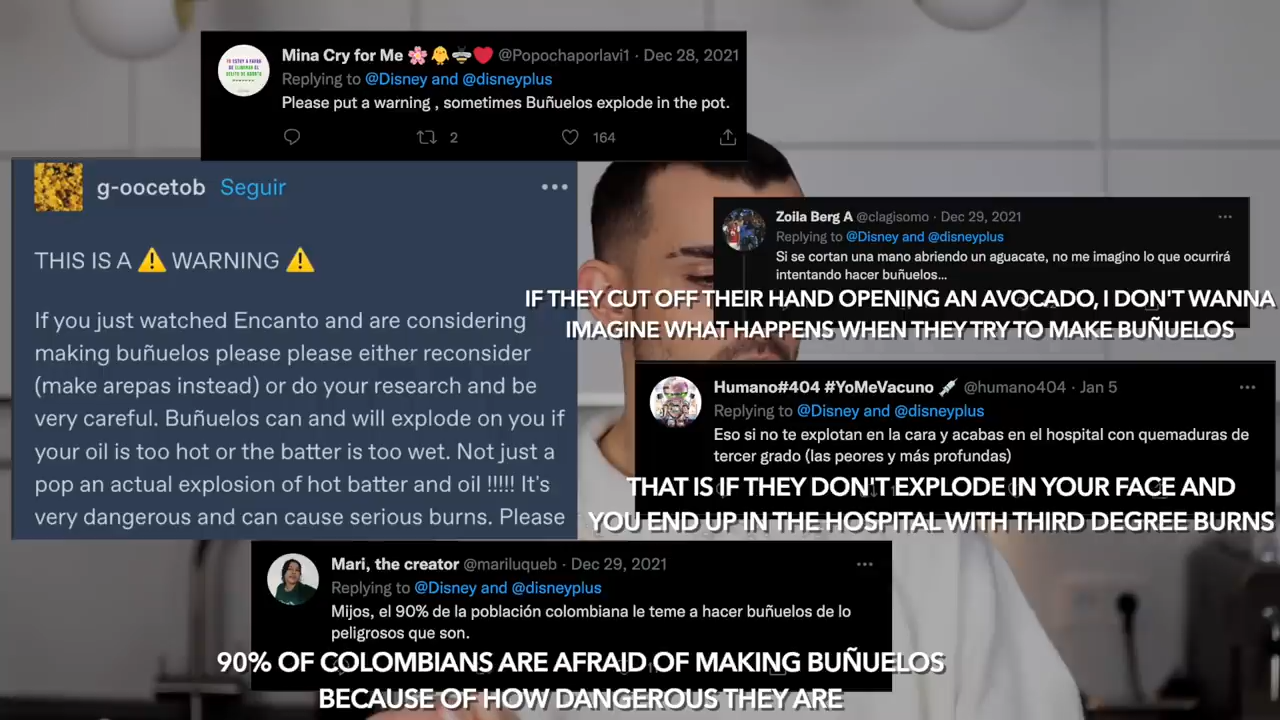 Mina Cry for Me 🌸🐥🐝❤️ @Popochaporlavi1 · Dec 28, 2021
Replying to @Disney and @disneyplus
Please put a warning , sometimes Buñuelos explode in the pot.
2 164
g-oocetob Seguir
THIS IS A ⚠️ WARNING ⚠️
If you just watched Encanto and are considering
making buñuelos please please either reconsider
(make arepas instead) or do your research and be
very careful. Buñuelos can and will explode on you if
your oil is too hot or the batter is too wet. Not just a
pop an actual explosion of hot batter and oil !!!!! It's
very dangerous and can cause serious burns. Please
Zoila Berg A @clagisomo · Dec 29, 2021
Replying to @Disney and @disneyplus
Si se cortan una mano abriendo un aguacate, no me imagino lo que ocurrirá
intentando hacer buñuelos...
IF THEY CUT OFF THEIR HAND OPENING AN AVOCADO, I DON'T WANNA
IMAGINE WHAT HAPPENS WHEN THEY TRY TO MAKE BUÑUELOS
Humano#404 #YoMeVacuno 💉 @humano404 · Jan 5
Replying to @Disney and @disneyplus
Eso si no te explotan en la cara y acabas en el hospital con quemaduras de
tercer grado (las peores y más profundas)
THAT IS IF THEY DON'T EXPLODE IN YOUR FACE AND
YOU END UP IN THE HOSPITAL WITH THIRD DEGREE BURNS
Mari, the creator @mariluqueb · Dec 29, 2021
Replying to @Disney and @disneyplus
Mijos, el 90% de la población colombiana le teme a hacer buñuelos de lo
peligrosos que son.
90% OF COLOMBIANS ARE AFRAID OF MAKING BUÑUELOS
BECAUSE OF HOW DANGEROUS THEY ARE